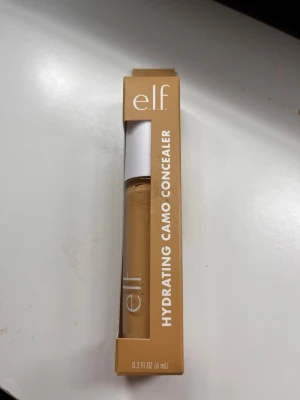 e.l.f.
HYDRATING CAMO CONCEALER
e.l.f.
0.2 FL OZ (6 ml)